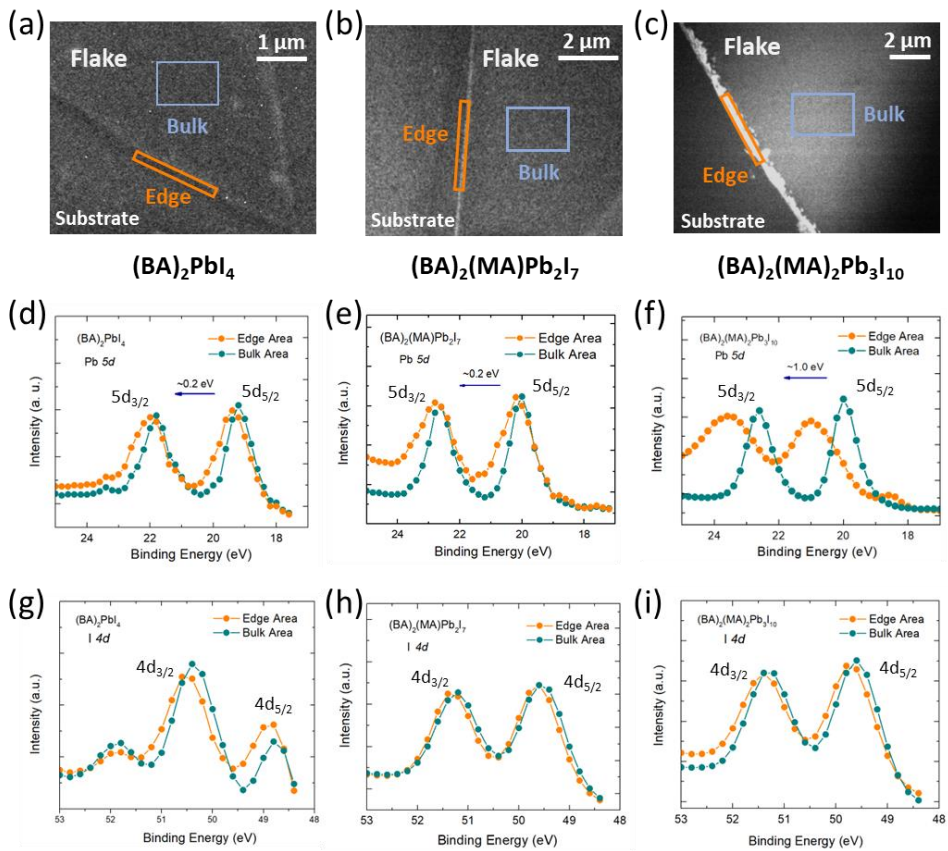 (a)
1 µm
Flake
Bulk
Edge
Substrate
(b)
2 µm
Flake
Edge
Bulk
Substrate
(c)
2 µm
Flake
Bulk
Edge
Substrate
(BA)₂PbI₄
(BA)₂(MA)Pb₂I₇
(BA)₂(MA)₂Pb₃I₁₀
(d)
(BA)₂PbI₄
Pb 5d
Edge Area
Bulk Area
~0.2 eV
5d₃/₂
5d₅/₂
Intensity (a. u.)
24 22 20 18
Binding Energy (eV)
(e)
(BA)₂(MA)Pb₂I₇
Pb 5d
Edge Area
Bulk Area
~0.2 eV
5d₃/₂
5d₅/₂
Intensity (a.u.)
24 22 20 18
Binding Energy (eV)
(f)
(BA)₂(MA)₂Pb₃I₁₀
Pb 5d
Edge Area
Bulk Area
~1.0 eV
5d₃/₂
5d₅/₂
Intensity (a.u.)
24 22 20 18
Binding Energy (eV)
(g)
(BA)₂PbI₄
I 4d
Edge Area
Bulk Area
4d₃/₂
4d₅/₂
Intensity (a.u.)
53 52 51 50 49 48
Binding Energy (eV)
(h)
(BA)₂(MA)Pb₂I₇
I 4d
Edge Area
Bulk Area
4d₃/₂
4d₅/₂
Intensity (a.u.)
53 52 51 50 49 48
Binding Energy (eV)
(i)
(BA)₂(MA)₂Pb₃I₁₀
I 4d
Edge Area
Bulk Area
4d₃/₂
4d₅/₂
Intensity (a.u.)
53 52 51 50 49 48
Binding Energy (eV)